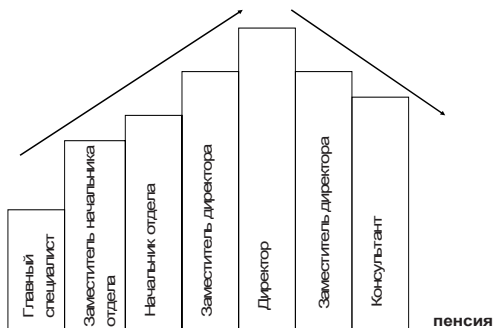 Главный
специалист
Заместитель начальника
отдела
Начальник отдела
Заместитель директора
Директор
Заместитель директора
Консультант
пенсия